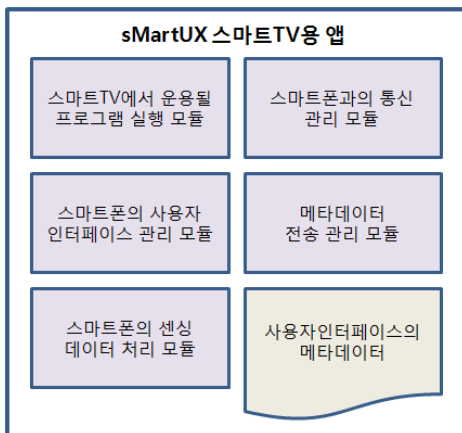 sMartUX 스마트TV용 앱
스마트TV에서 운용될
프로그램 실행 모듈
스마트폰과의 통신
관리 모듈
스마트폰의 사용자
인터페이스 관리 모듈
메타데이터
전송 관리 모듈
스마트폰의 센싱
데이터 처리 모듈
사용자인터페이스의
메타데이터